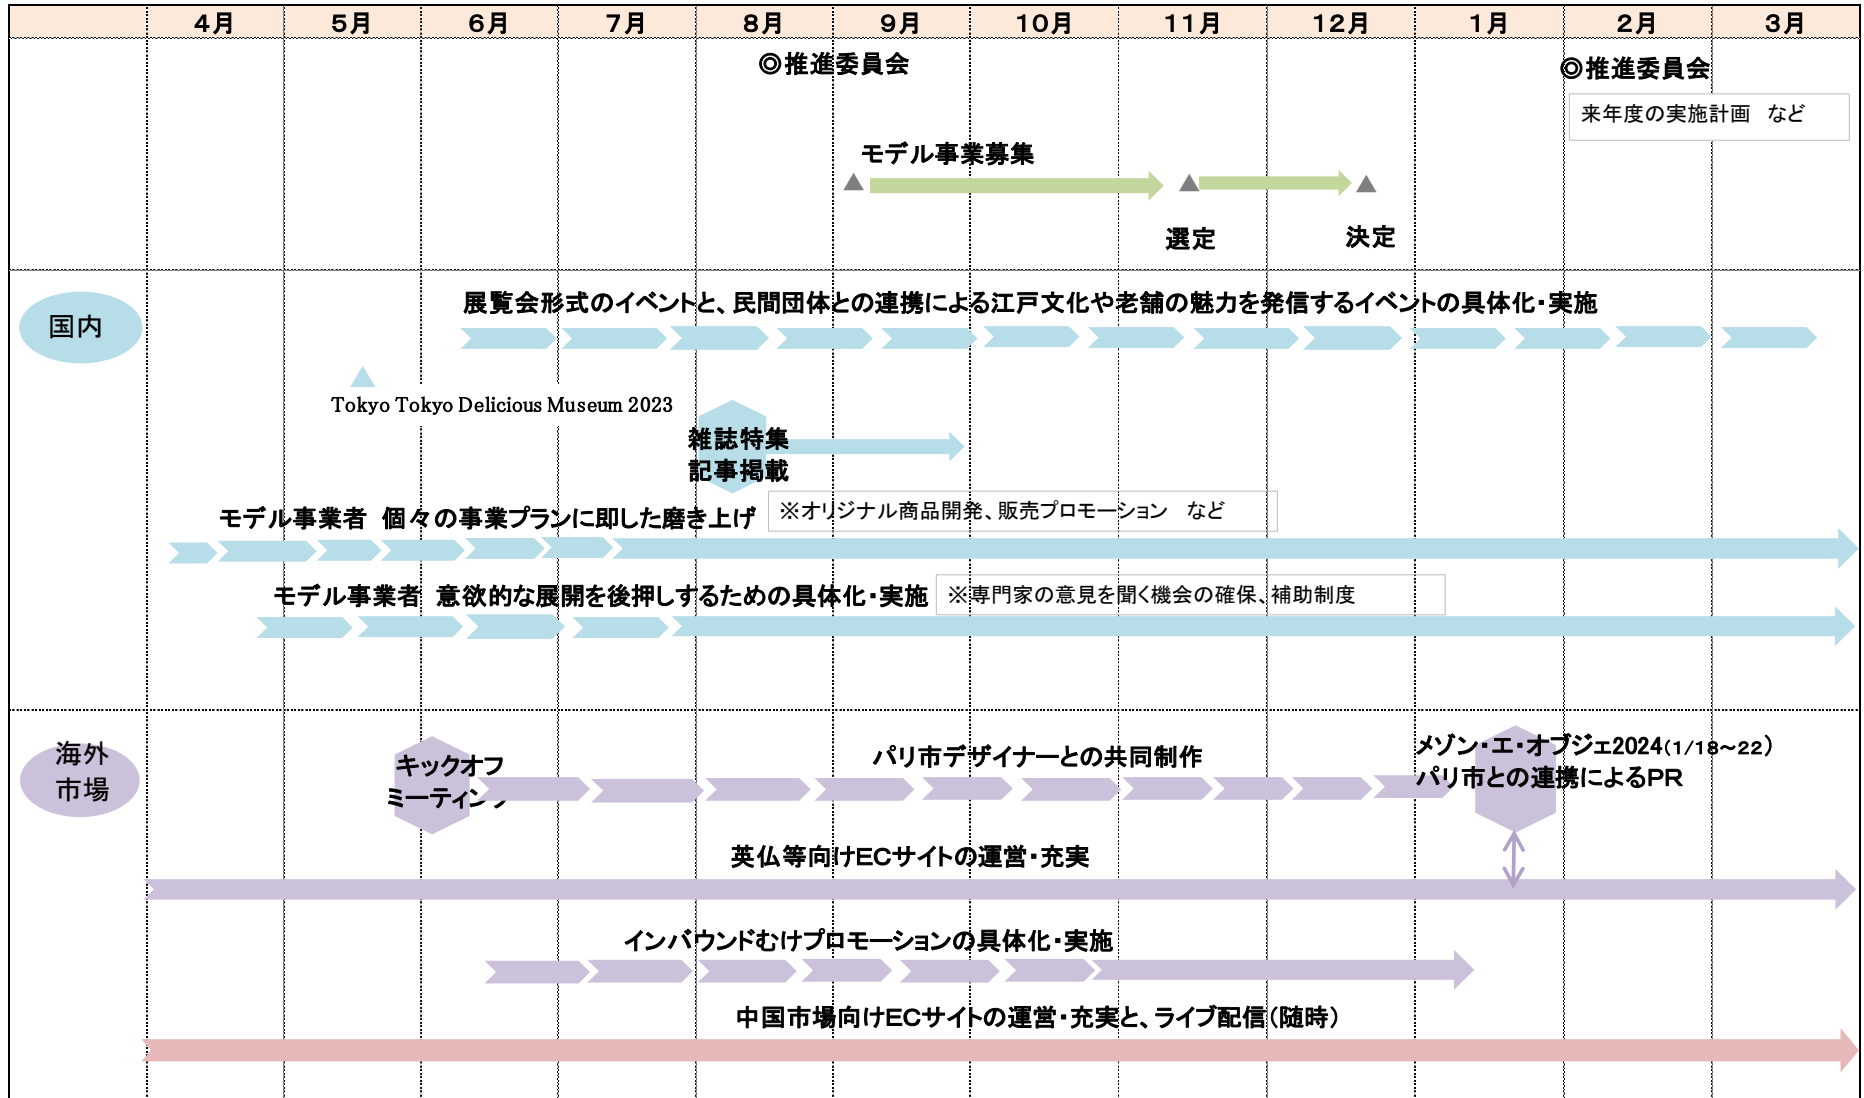 4月 5月 6月 7月 8月 9月 10月 11月 12月 1月 2月 3月
◎推進委員会 ◎推進委員会
来年度の実施計画　など
モデル事業募集
選定 決定
国内
展覧会形式のイベントと、民間団体との連携による江戸文化や老舗の魅力を発信するイベントの具体化・実施
Tokyo Tokyo Delicious Museum 2023
雑誌特集
記事掲載
モデル事業者 個々の事業プランに即した磨き上げ
※オリジナル商品開発、販売プロモーション　など
モデル事業者 意欲的な展開を後押しするための具体化・実施
※専門家の意見を聞く機会の確保、補助制度
海外
市場
キックオフ
ミーティング
パリ市デザイナーとの共同制作
メゾン・エ・オブジェ2024（1/18～22）
パリ市との連携によるPR
英仏等向けECサイトの運営・充実
インバウンドむけプロモーションの具体化・実施
中国市場向けECサイトの運営・充実と、ライブ配信（随時）